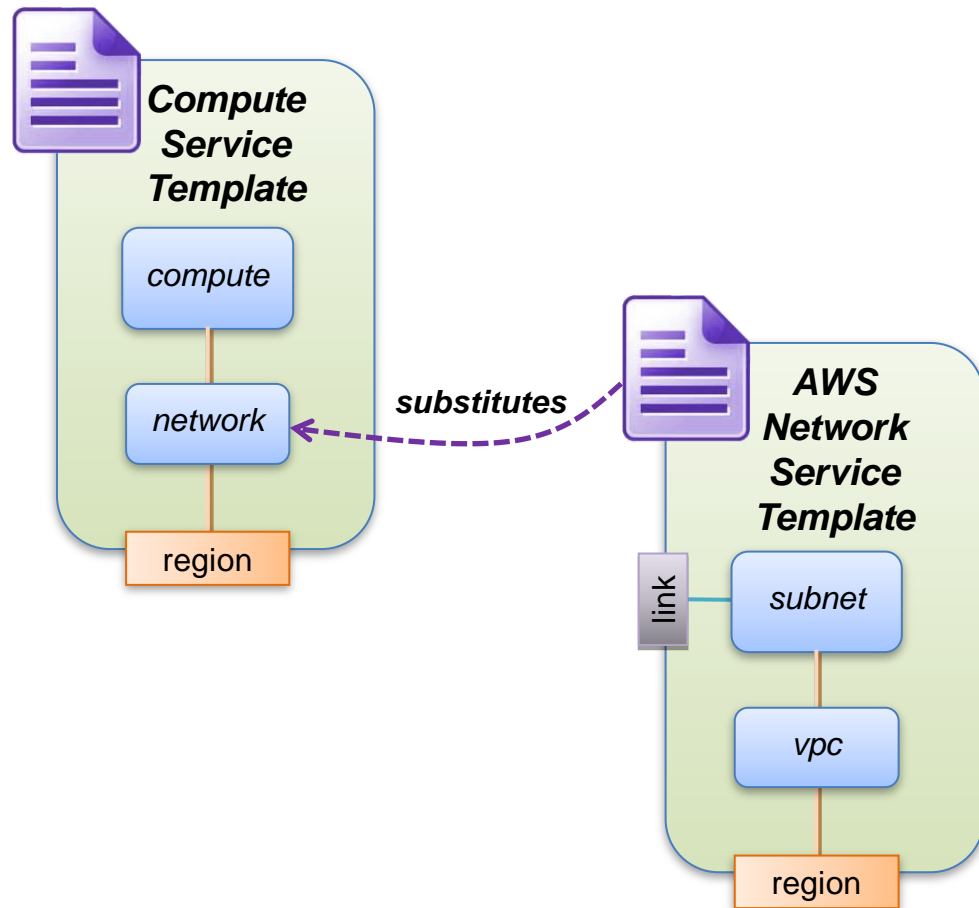 Compute
Service
Template
compute
network
region
substitutes
AWS
Network
Service
Template
link
subnet
vpc
region